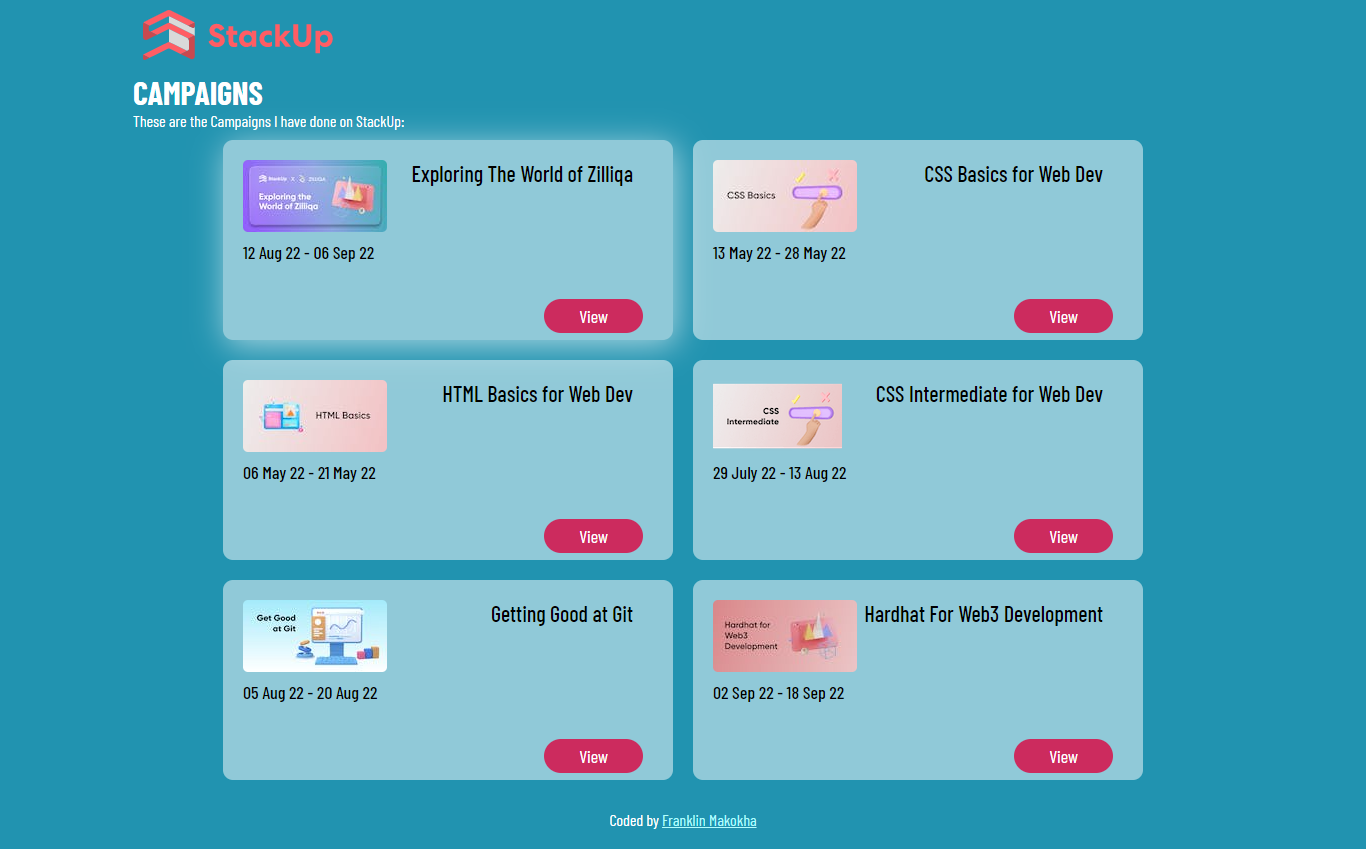 StackUp
CAMPAIGNS
These are the Campaigns I have done on StackUp:
StackUp X ZILLIQA
Exploring the
World of Zilliqa
Exploring The World of Zilliqa
12 Aug 22 - 06 Sep 22
View
CSS Basics
CSS Basics for Web Dev
13 May 22 - 28 May 22
View
HTML Basics
HTML Basics for Web Dev
06 May 22 - 21 May 22
View
CSS
Intermediate
CSS Intermediate for Web Dev
29 July 22 - 13 Aug 22
View
Get Good
at Git
Getting Good at Git
05 Aug 22 - 20 Aug 22
View
Hardhat for
Web3
Development
Hardhat For Web3 Development
02 Sep 22 - 18 Sep 22
View
Coded by Franklin Makokha